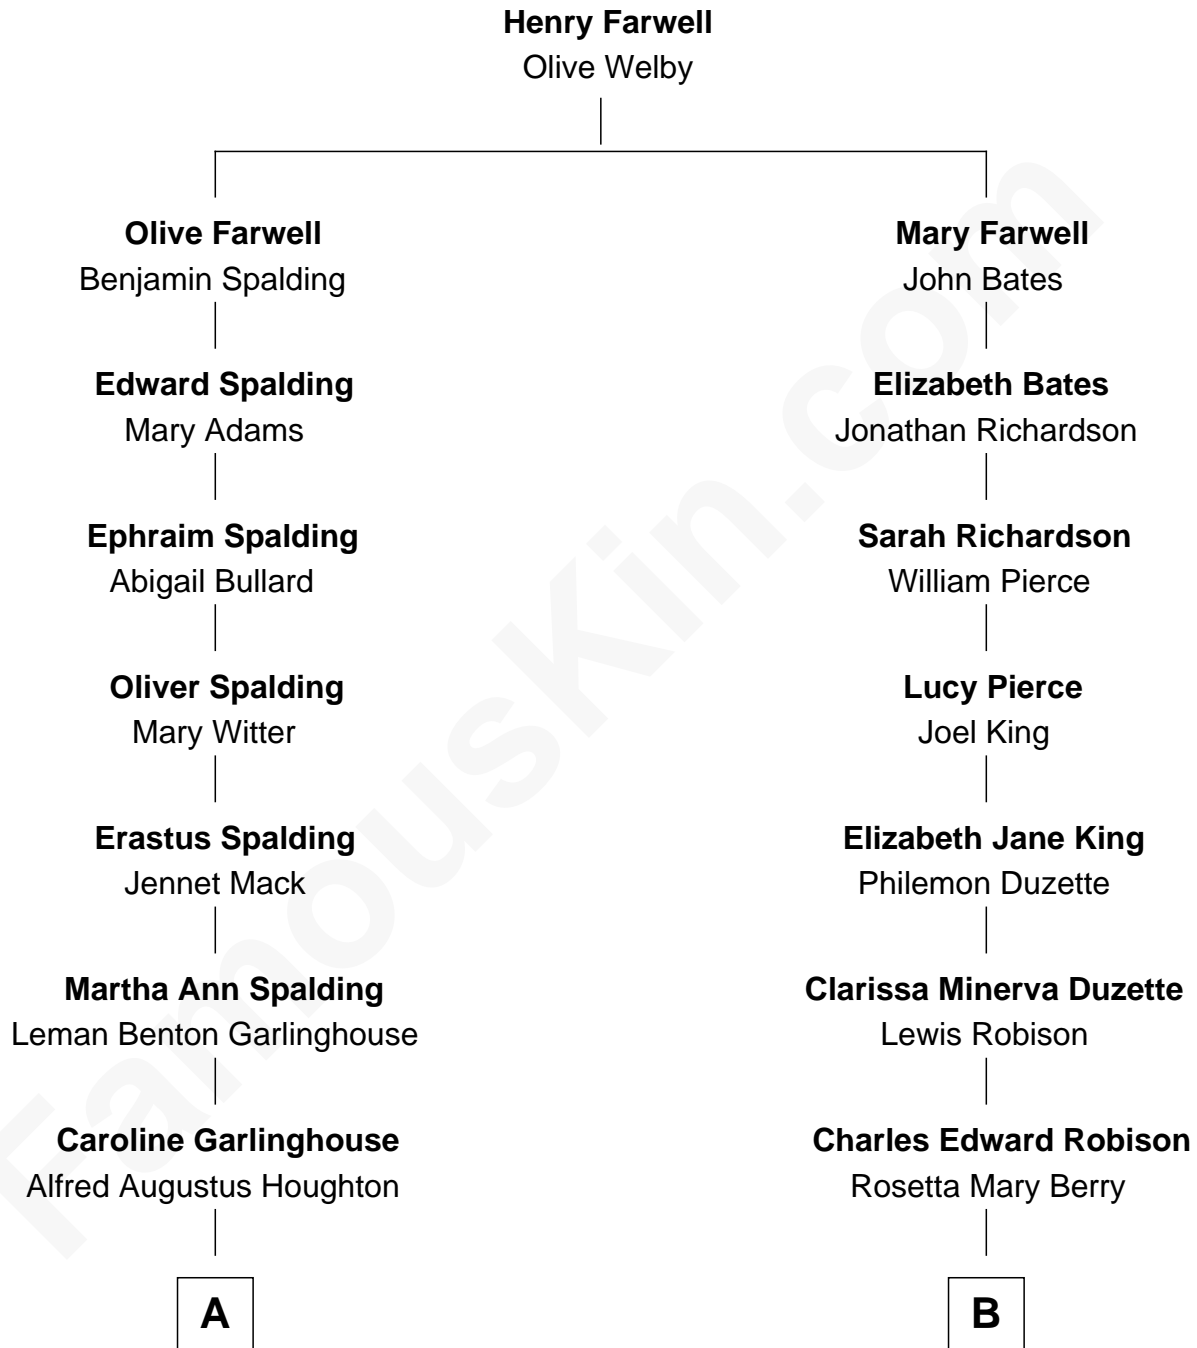 Henry Farwell
Olive Welby
Olive Farwell
Benjamin Spalding
Mary Farwell
John Bates
Edward Spalding
Mary Adams
Elizabeth Bates
Jonathan Richardson
Ephraim Spalding
Abigail Bullard
Sarah Richardson
William Pierce
Oliver Spalding
Mary Witter
Lucy Pierce
Joel King
Erastus Spalding
Jennet Mack
Elizabeth Jane King
Philemon Duzette
Martha Ann Spalding
Leman Benton Garlinghouse
Clarissa Minerva Duzette
Lewis Robison
Caroline Garlinghouse
Alfred Augustus Houghton
Charles Edward Robison
Rosetta Mary Berry
A
B
FamousKin.com